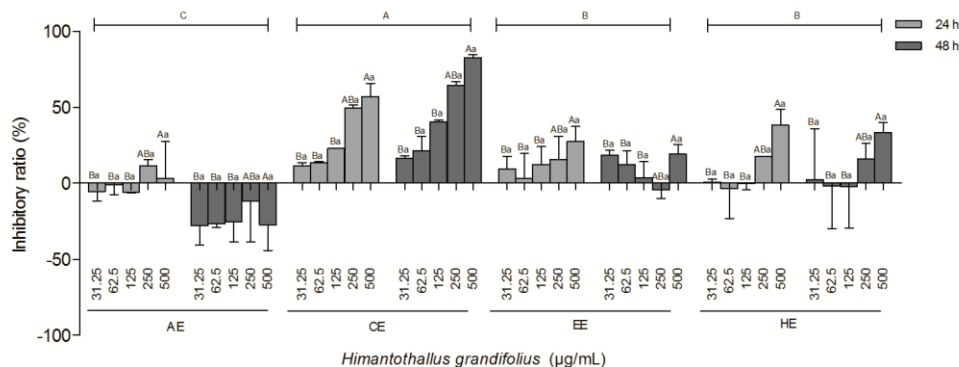 C A B B
24 h
48 h
100
50
0
-50
-100
Inhibitory ratio (%)
Ba Ba Ba ABa Aa Ba Ba Ba ABa Aa
Ba Ba Ba ABa Aa Ba Ba Ba ABa Aa
Ba Ba Ba ABa Aa Ba Ba Ba ABa Aa
Ba Ba Ba ABa Aa Ba Ba Ba ABa Aa
31.25 62.5 125 250 500 31.25 62.5 125 250 500
31.25 62.5 125 250 500 31.25 62.5 125 250 500
31.25 62.5 125 250 500 31.25 62.5 125 250 500
31.25 62.5 125 250 500 31.25 62.5 125 250 500
AE CE EE HE
Himantothallus grandifolius (µg/mL)